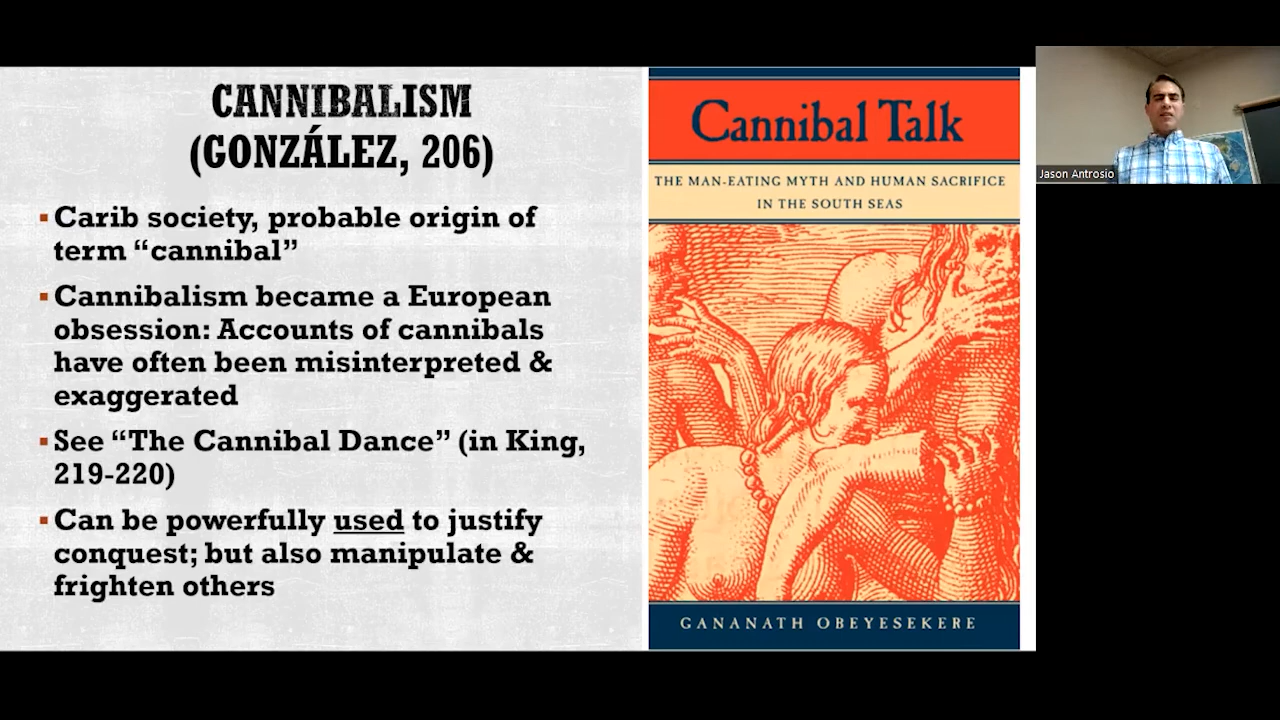 CANNIBALISM
(GONZÁLEZ, 206)
▪ Carib society, probable origin of
term “cannibal”
▪ Cannibalism became a European
obsession: Accounts of cannibals
have often been misinterpreted &
exaggerated
▪ See “The Cannibal Dance” (in King,
219-220)
▪ Can be powerfully used to justify
conquest; but also manipulate &
frighten others
Cannibal Talk
THE MAN-EATING MYTH AND HUMAN SACRIFICE
IN THE SOUTH SEAS
GANANATH OBEYESEKERE
Jason Antrosio